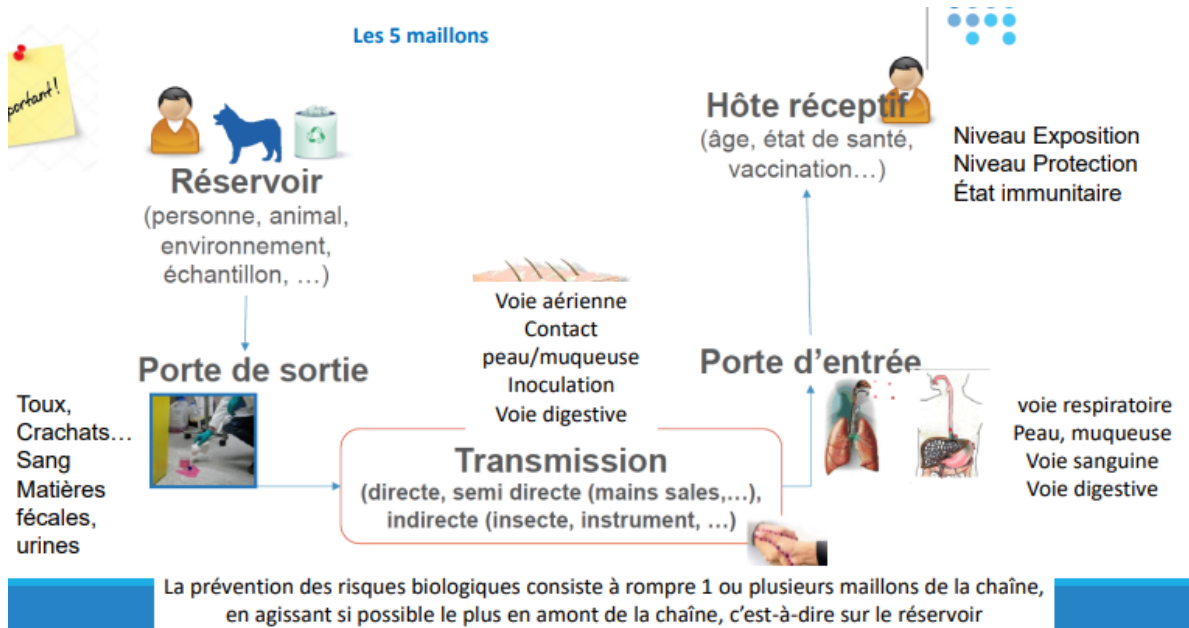 Les 5 maillons
portant!
Réservoir
(personne, animal,
environnement,
échantillon, …)
Porte de sortie
Toux,
Crachats…
Sang
Matières
fécales,
urines
Voie aérienne
Contact
peau/muqueuse
Inoculation
Voie digestive
Transmission
(directe, semi directe (mains sales,…),
indirecte (insecte, instrument, …)
Porte d’entrée
voie respiratoire
Peau, muqueuse
Voie sanguine
Voie digestive
Hôte réceptif
(âge, état de santé,
vaccination…)
Niveau Exposition
Niveau Protection
État immunitaire
La prévention des risques biologiques consiste à rompre 1 ou plusieurs maillons de la chaîne,
en agissant si possible le plus en amont de la chaîne, c’est-à-dire sur le réservoir